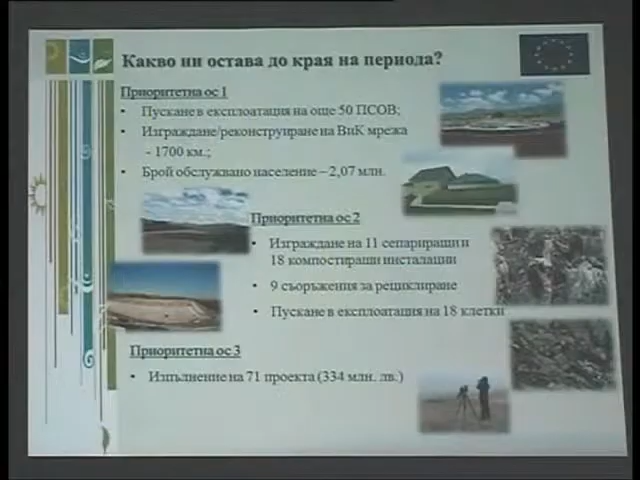 Какво ни остава до края на периода?
Приоритетна ос 1
• Пускане в експлоатация на още 50 ПСОВ;
• Изграждане/реконструиране на ВиК мрежа
- 1700 км.;
• Брой обслужвано население – 2,07 млн.
Приоритетна ос 2
• Изграждане на 11 сепариращи и
18 компостиращи инсталации
• 9 съоръжения за рециклиране
• Пускане в експлоатация на 18 клетки
Приоритетна ос 3
• Изпълнение на 71 проекта (334 млн. лв.)